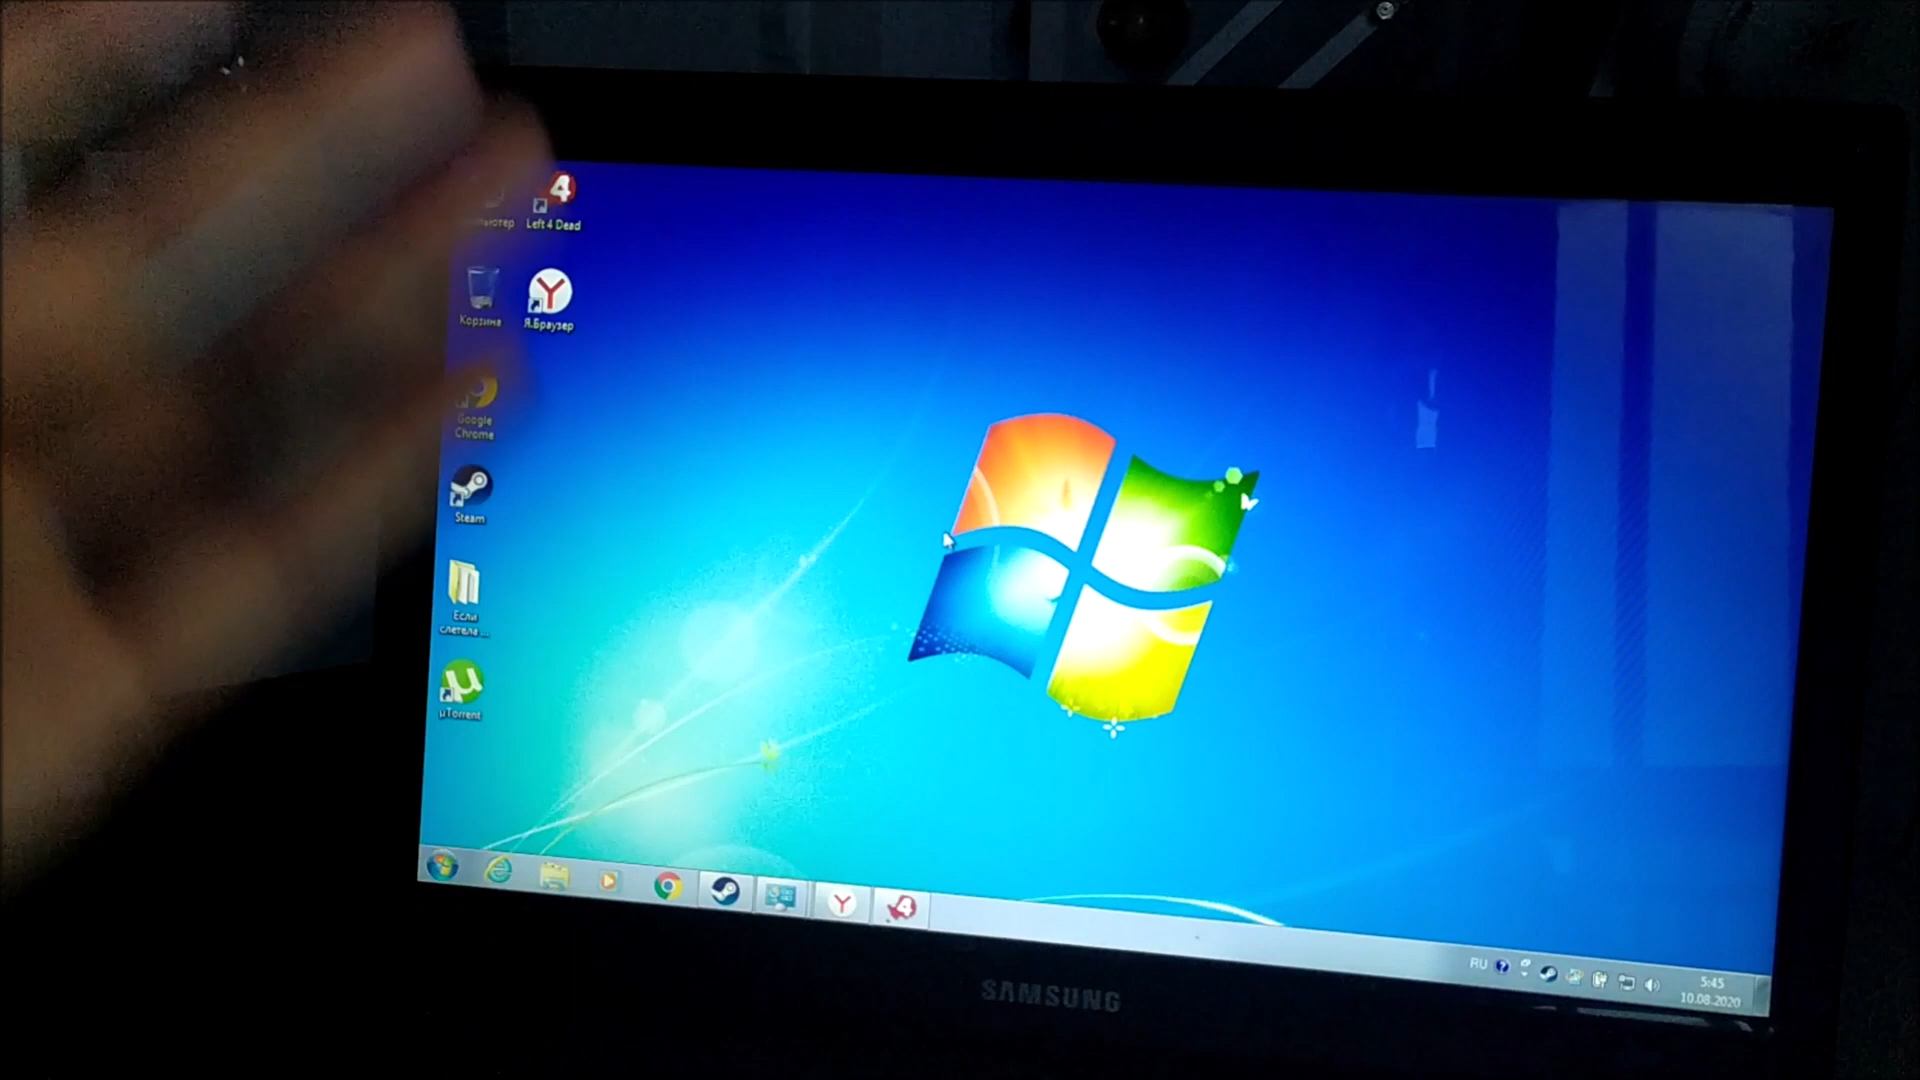 Left 4 Dead
Корзина
Я.Браузер
Google
Chrome
Steam
Если
слетела ...
µTorrent
RU
5:45
10.08.2020
SAMSUNG